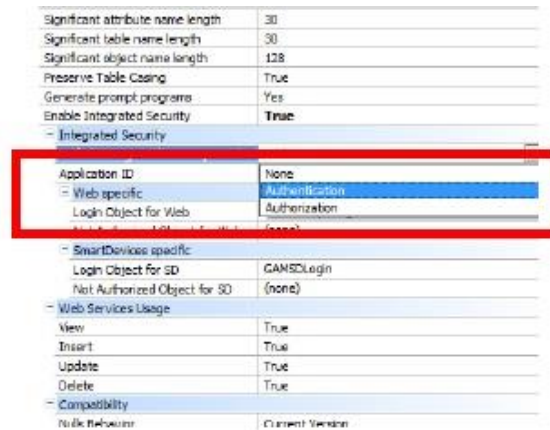 Significant attribute name length 30
Significant table name length 30
Significant object name length 128
Preserve Table Casing True
Generate prompt programs Yes
Enable Integrated Security True
Integrated Security
Application ID None
Web specific Authentication
Login Object for Web Authorization
(none)
SmartDevices specific
Login Object for SD GAMSDLogin
Not Authorized Object for SD (none)
Web Services Usage
View True
Insert True
Update True
Delete True
Compatibility
Nulls Behavior Current Version